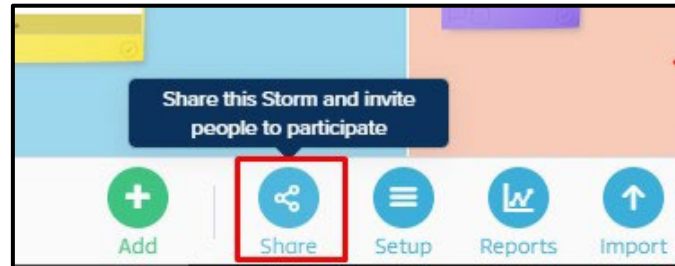 Share this Storm and invite
people to participate
Add
Share
Setup
Reports
Import